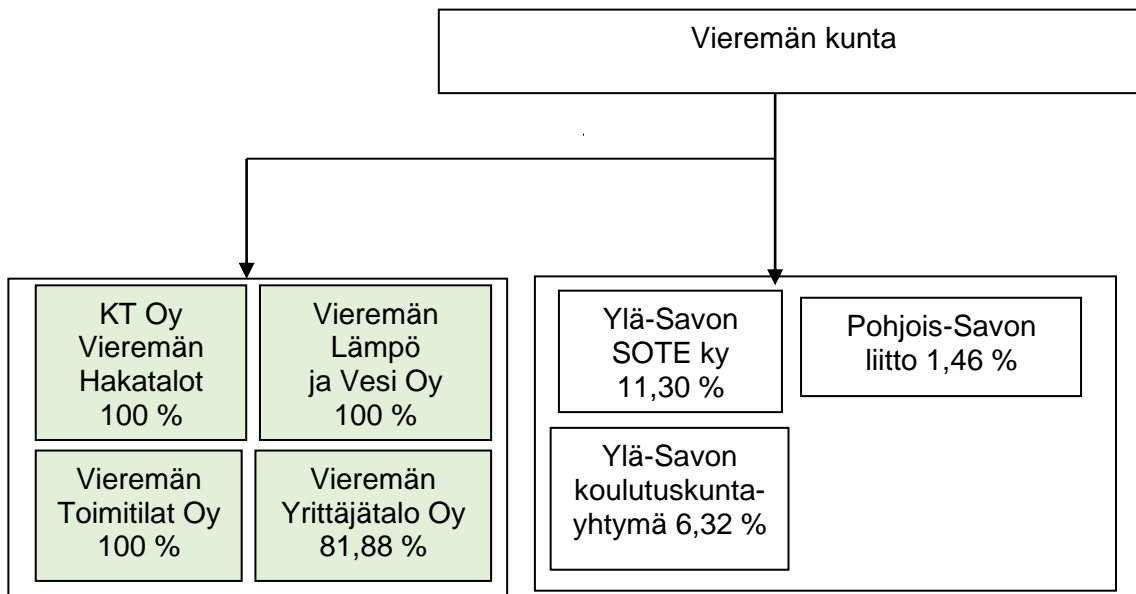 Vieremän kunta
KT Oy
Vieremän
Hakatalot
100 %
Vieremän
Lämpö
ja Vesi Oy
100 %
Vieremän
Toimitilat Oy
100 %
Vieremän
Yrittäjätalo Oy
81,88 %
Ylä-Savon
SOTE ky
11,30 %
Pohjois-Savon
liitto 1,46 %
Ylä-Savon
koulutuskunta-
yhtymä 6,32 %